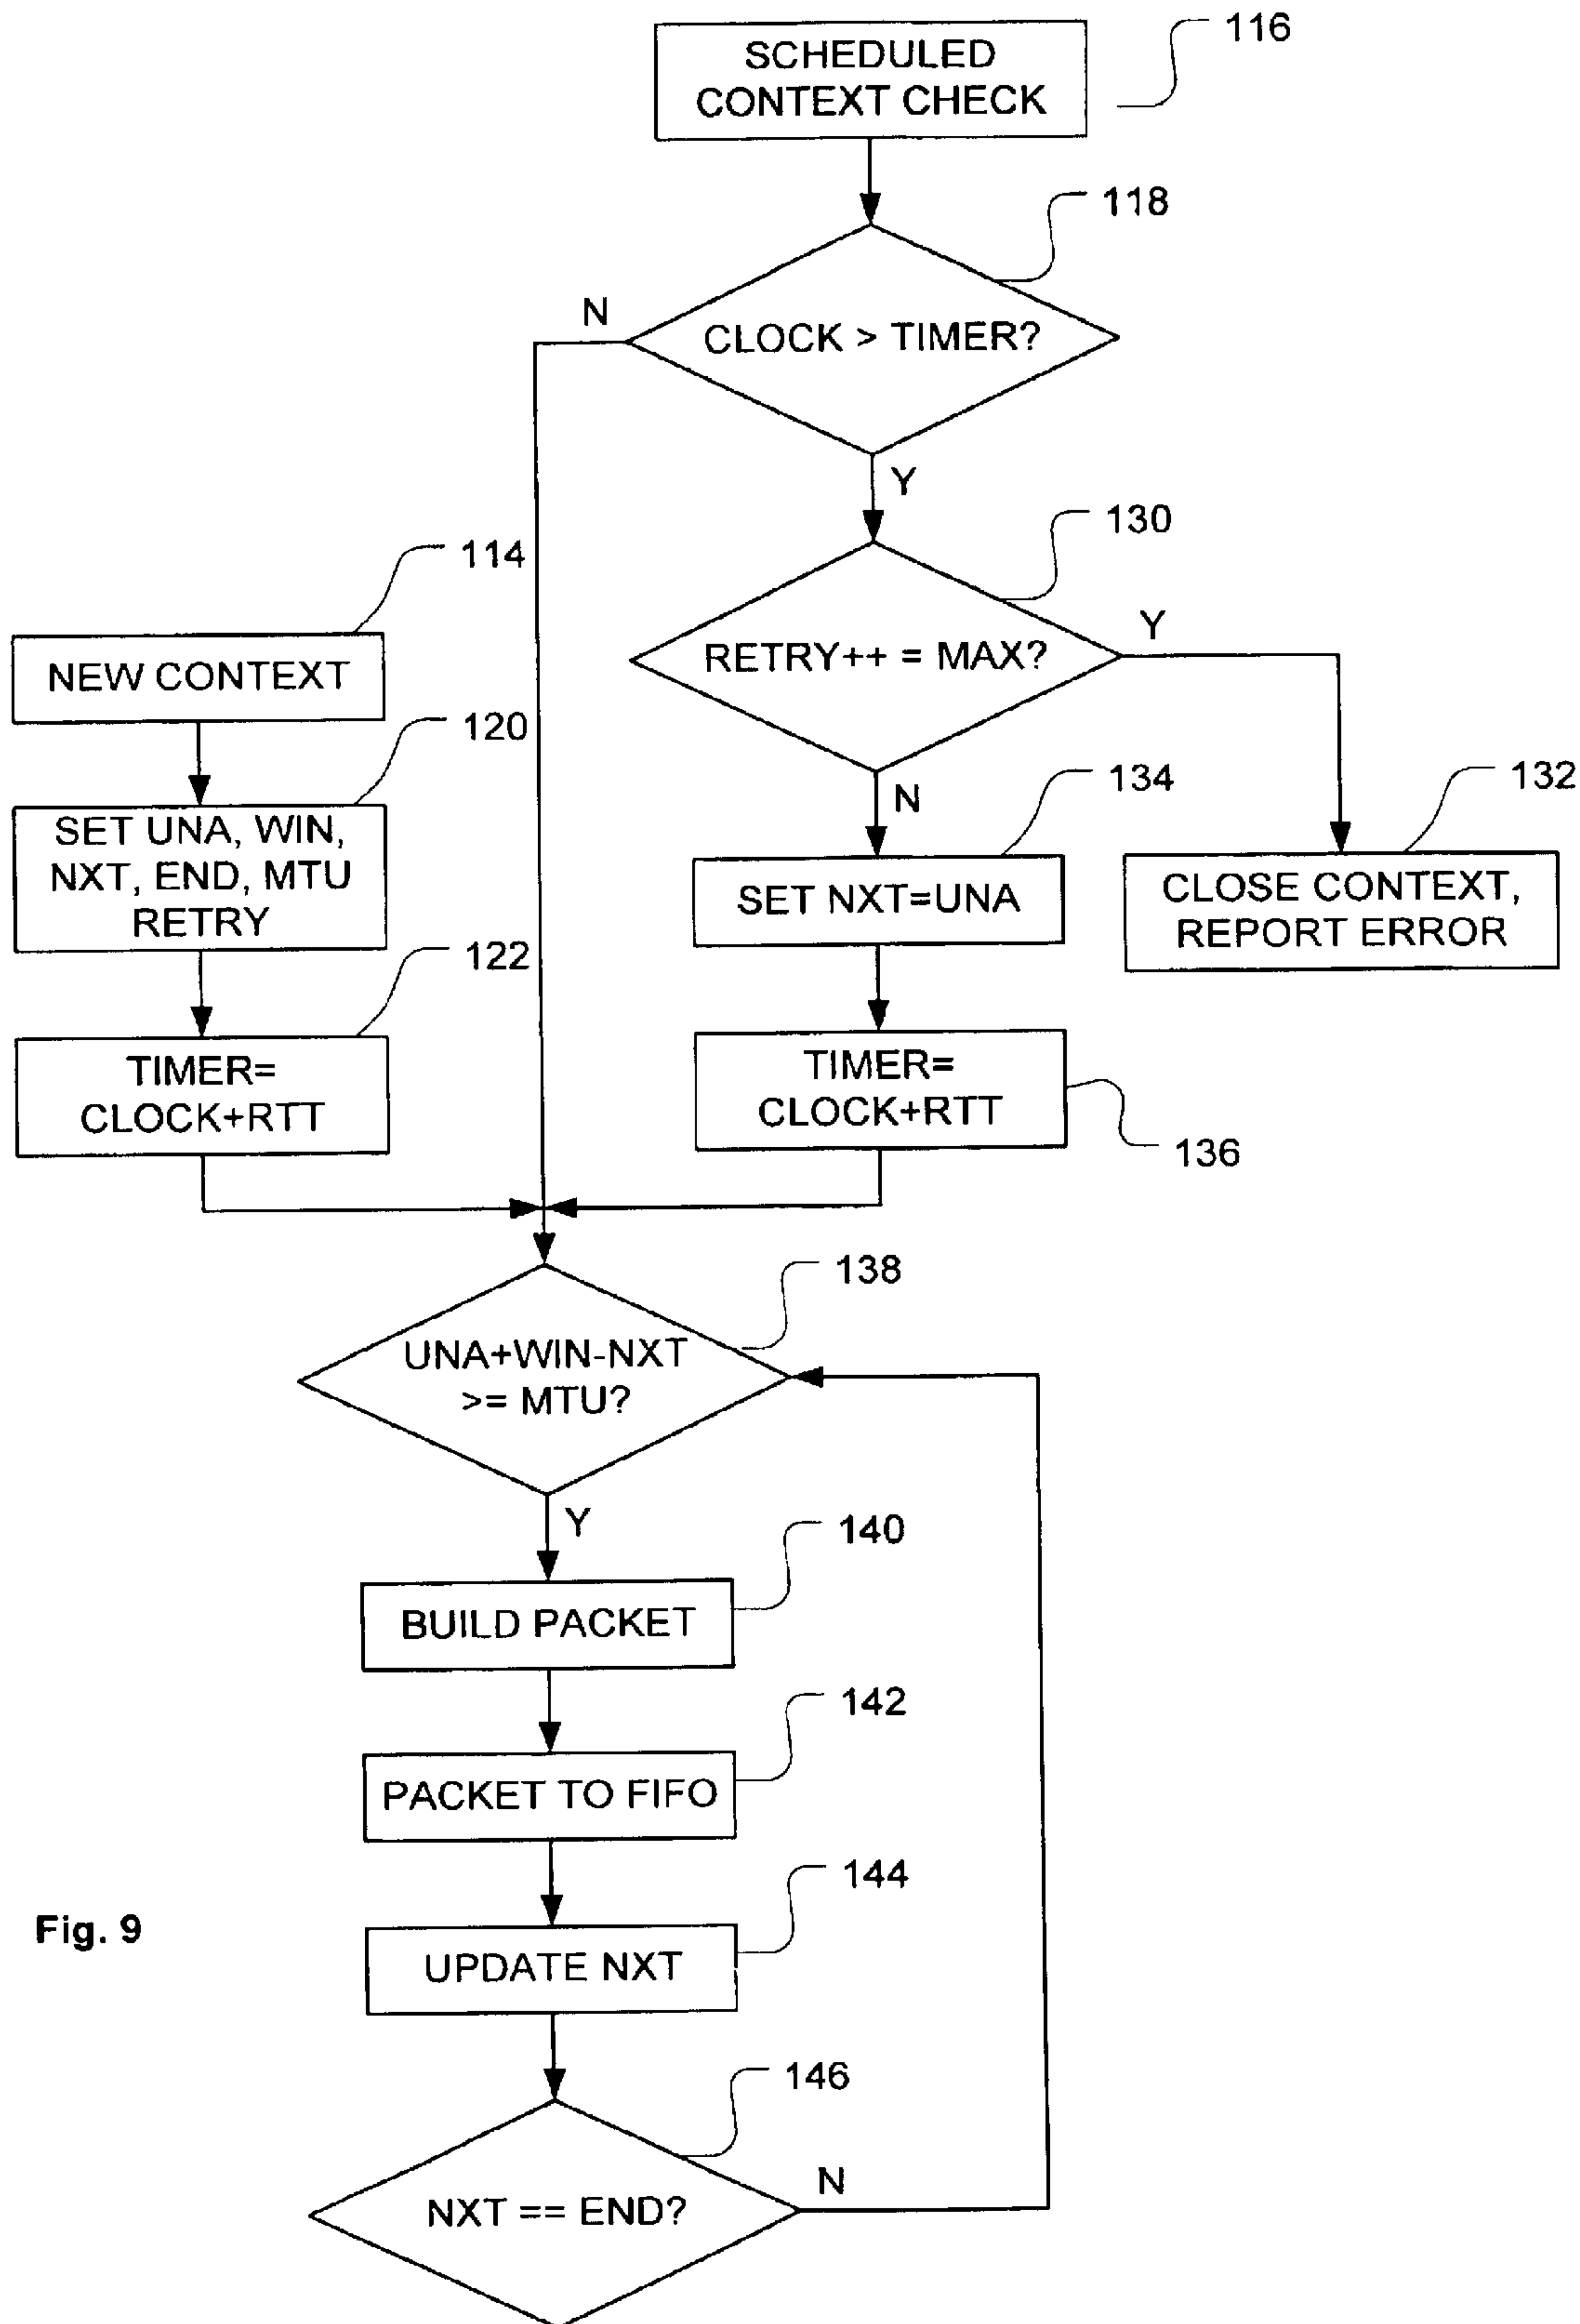 SCHEDULED
CONTEXT CHECK
116
118
N
CLOCK > TIMER?
Y
130
114
RETRY++ = MAX?
Y
NEW CONTEXT
120
N
134
132
SET UNA, WIN,
NXT, END, MTU
RETRY
SET NXT=UNA
CLOSE CONTEXT,
REPORT ERROR
122
TIMER=
CLOCK+RTT
TIMER=
CLOCK+RTT
136
138
UNA+WIN-NXT
>= MTU?
Y
140
BUILD PACKET
142
PACKET TO FIFO
144
Fig. 9
UPDATE NXT
146
N
NXT == END?